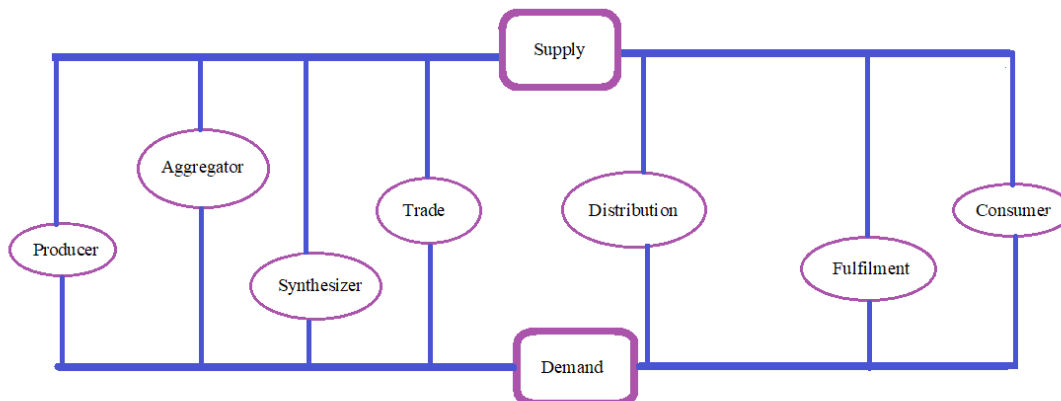 Supply
Aggregator
Trade
Distribution
Consumer
Producer
Synthesizer
Fulfilment
Demand